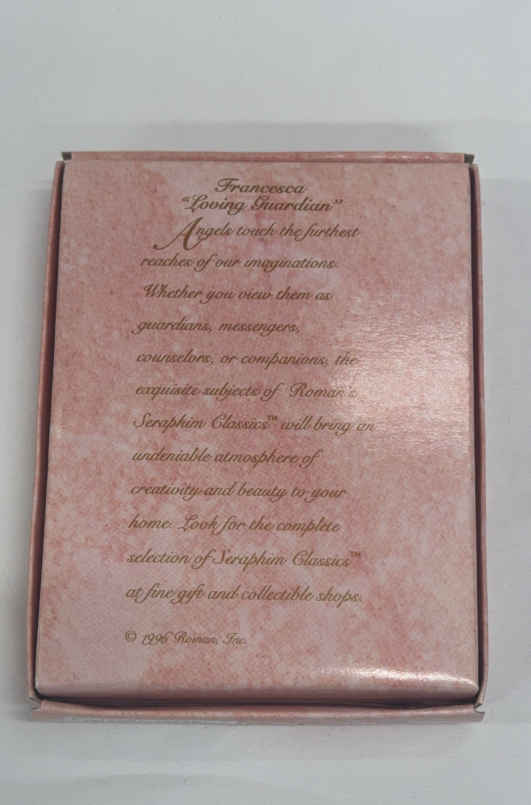 Francesca
"Loving Guardian"
Angels touch the furthest
reaches of our imaginations.
Whether you view them as
guardians, messengers,
counselors, or companions, the
exquisite subjects of Roman's
Seraphim Classics™ will bring an
undeniable atmosphere of
creativity and beauty to your
home. Look for the complete
selection of Seraphim Classics™
at fine gift and collectible shops.
© 1996 Roman, Inc.